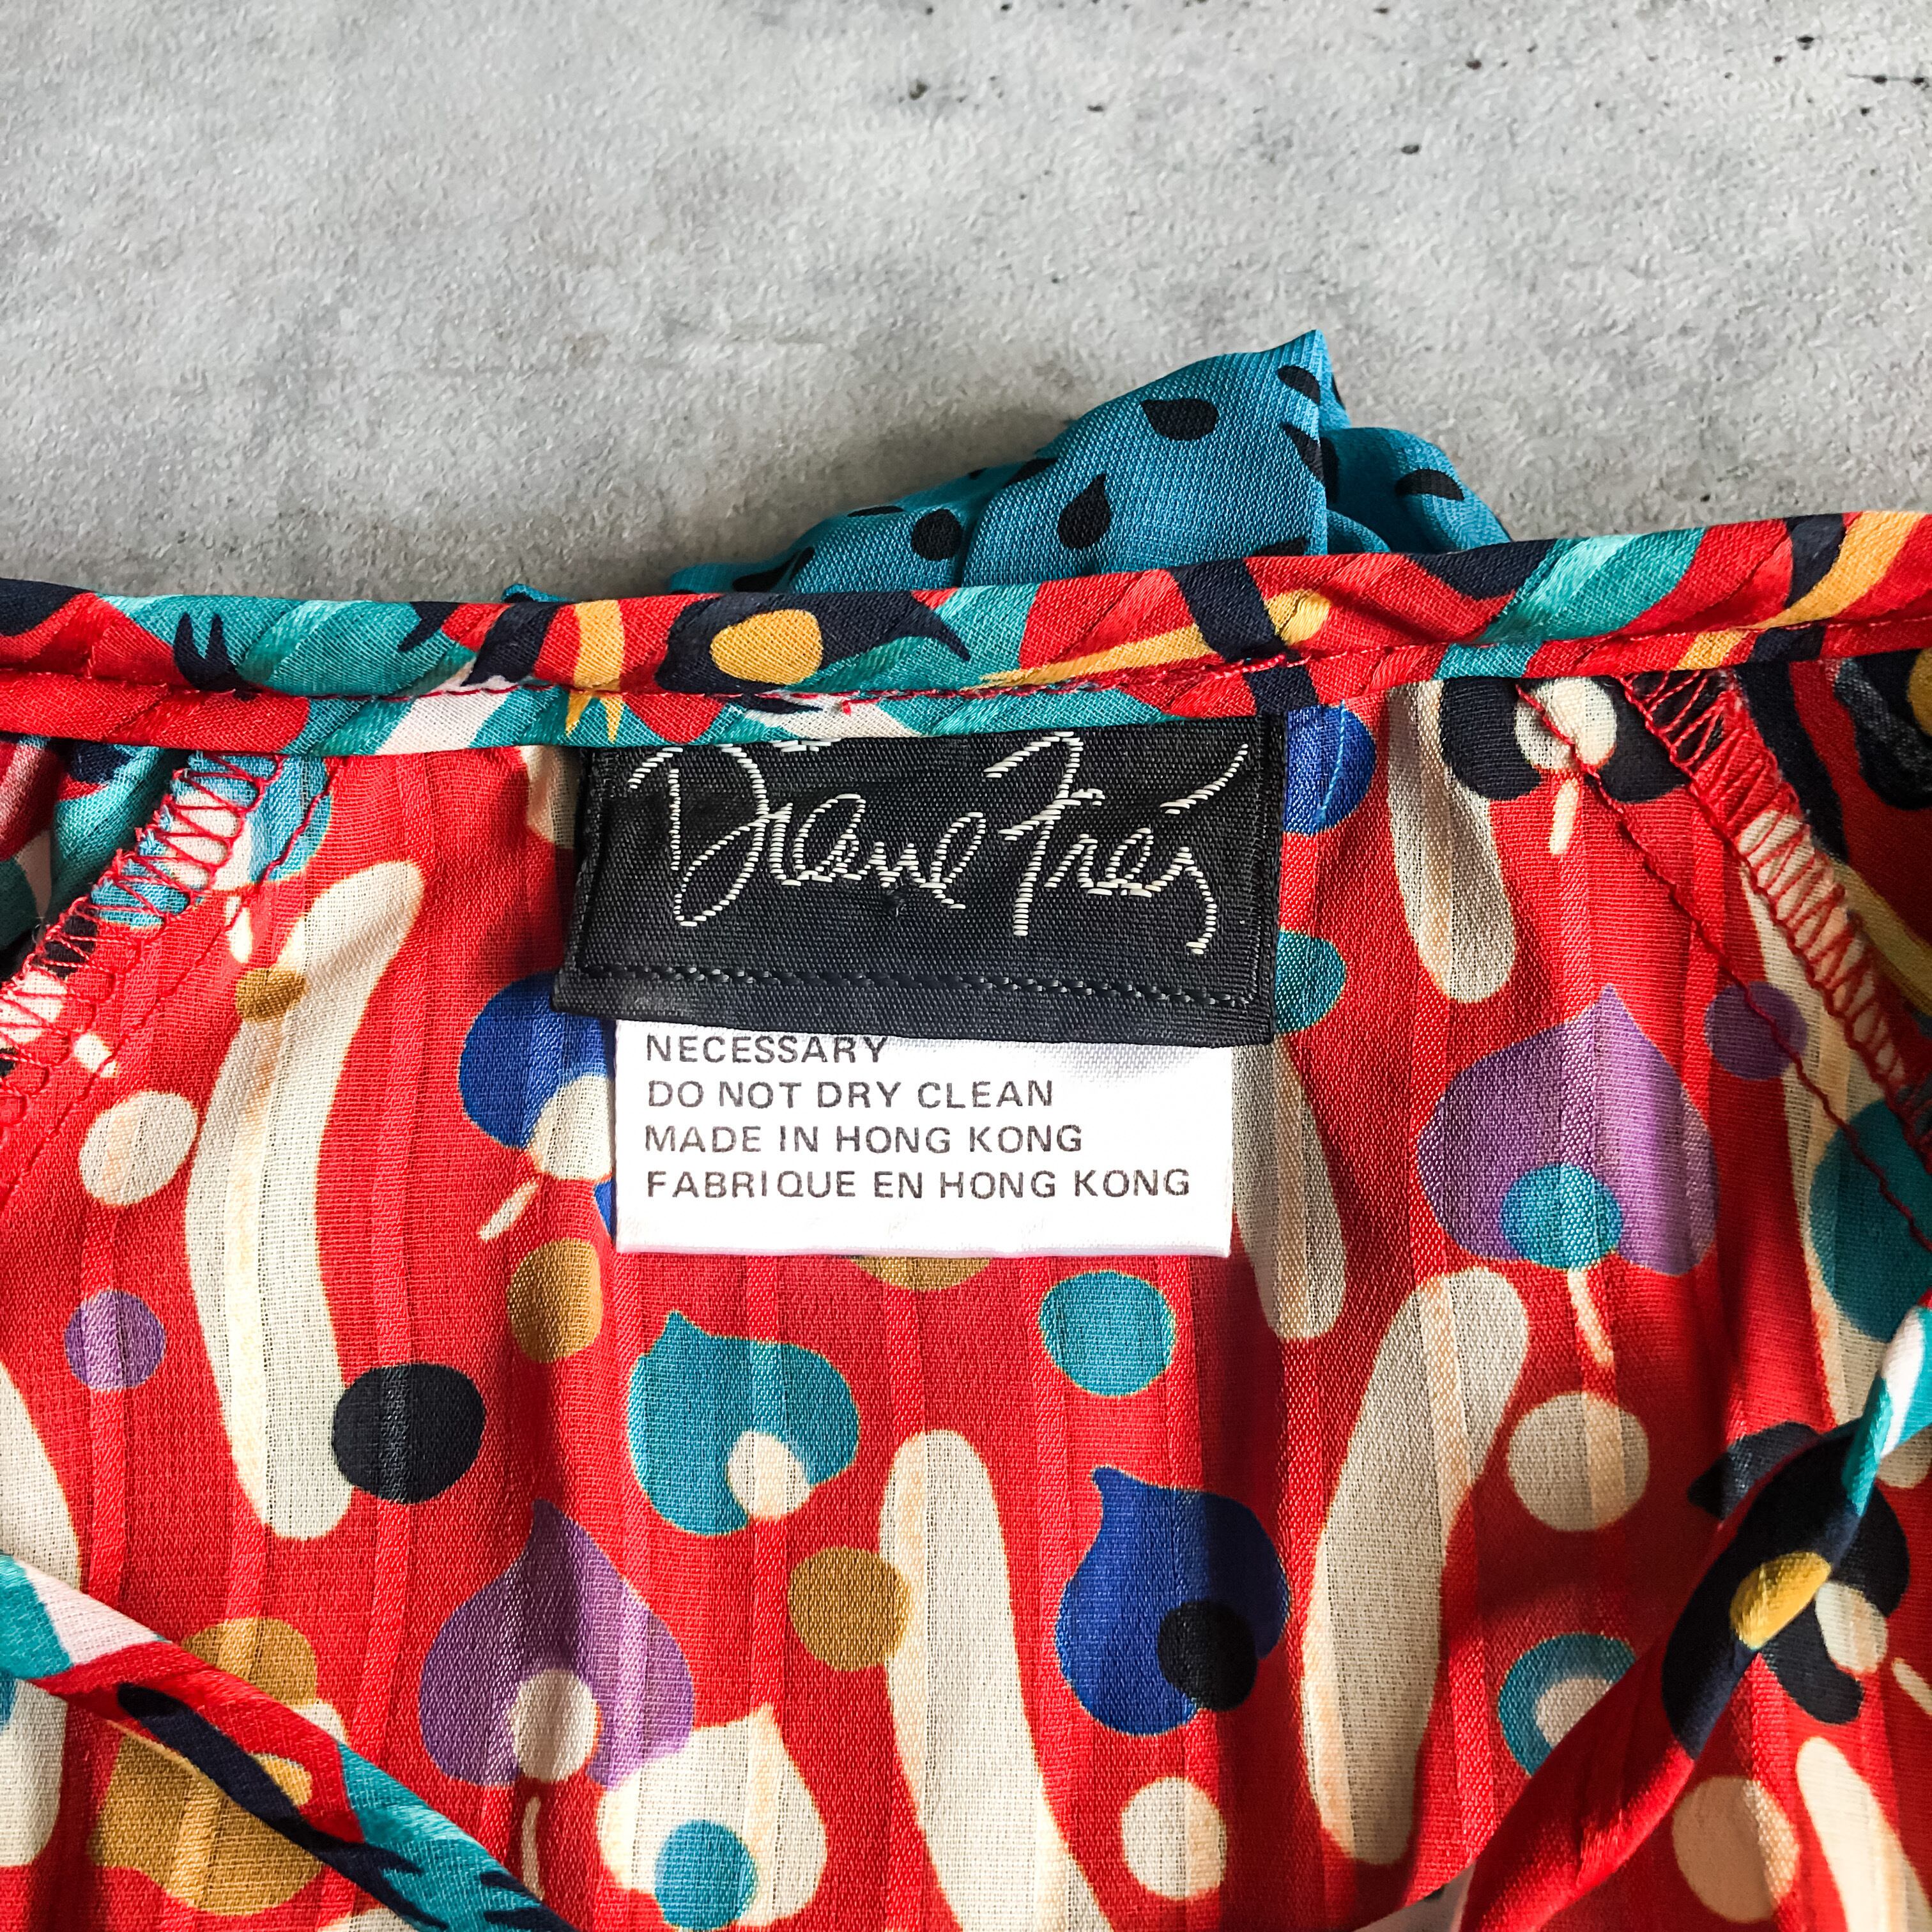 Diane Freis
NECESSARY
DO NOT DRY CLEAN
MADE IN HONG KONG
FABRIQUE EN HONG KONG